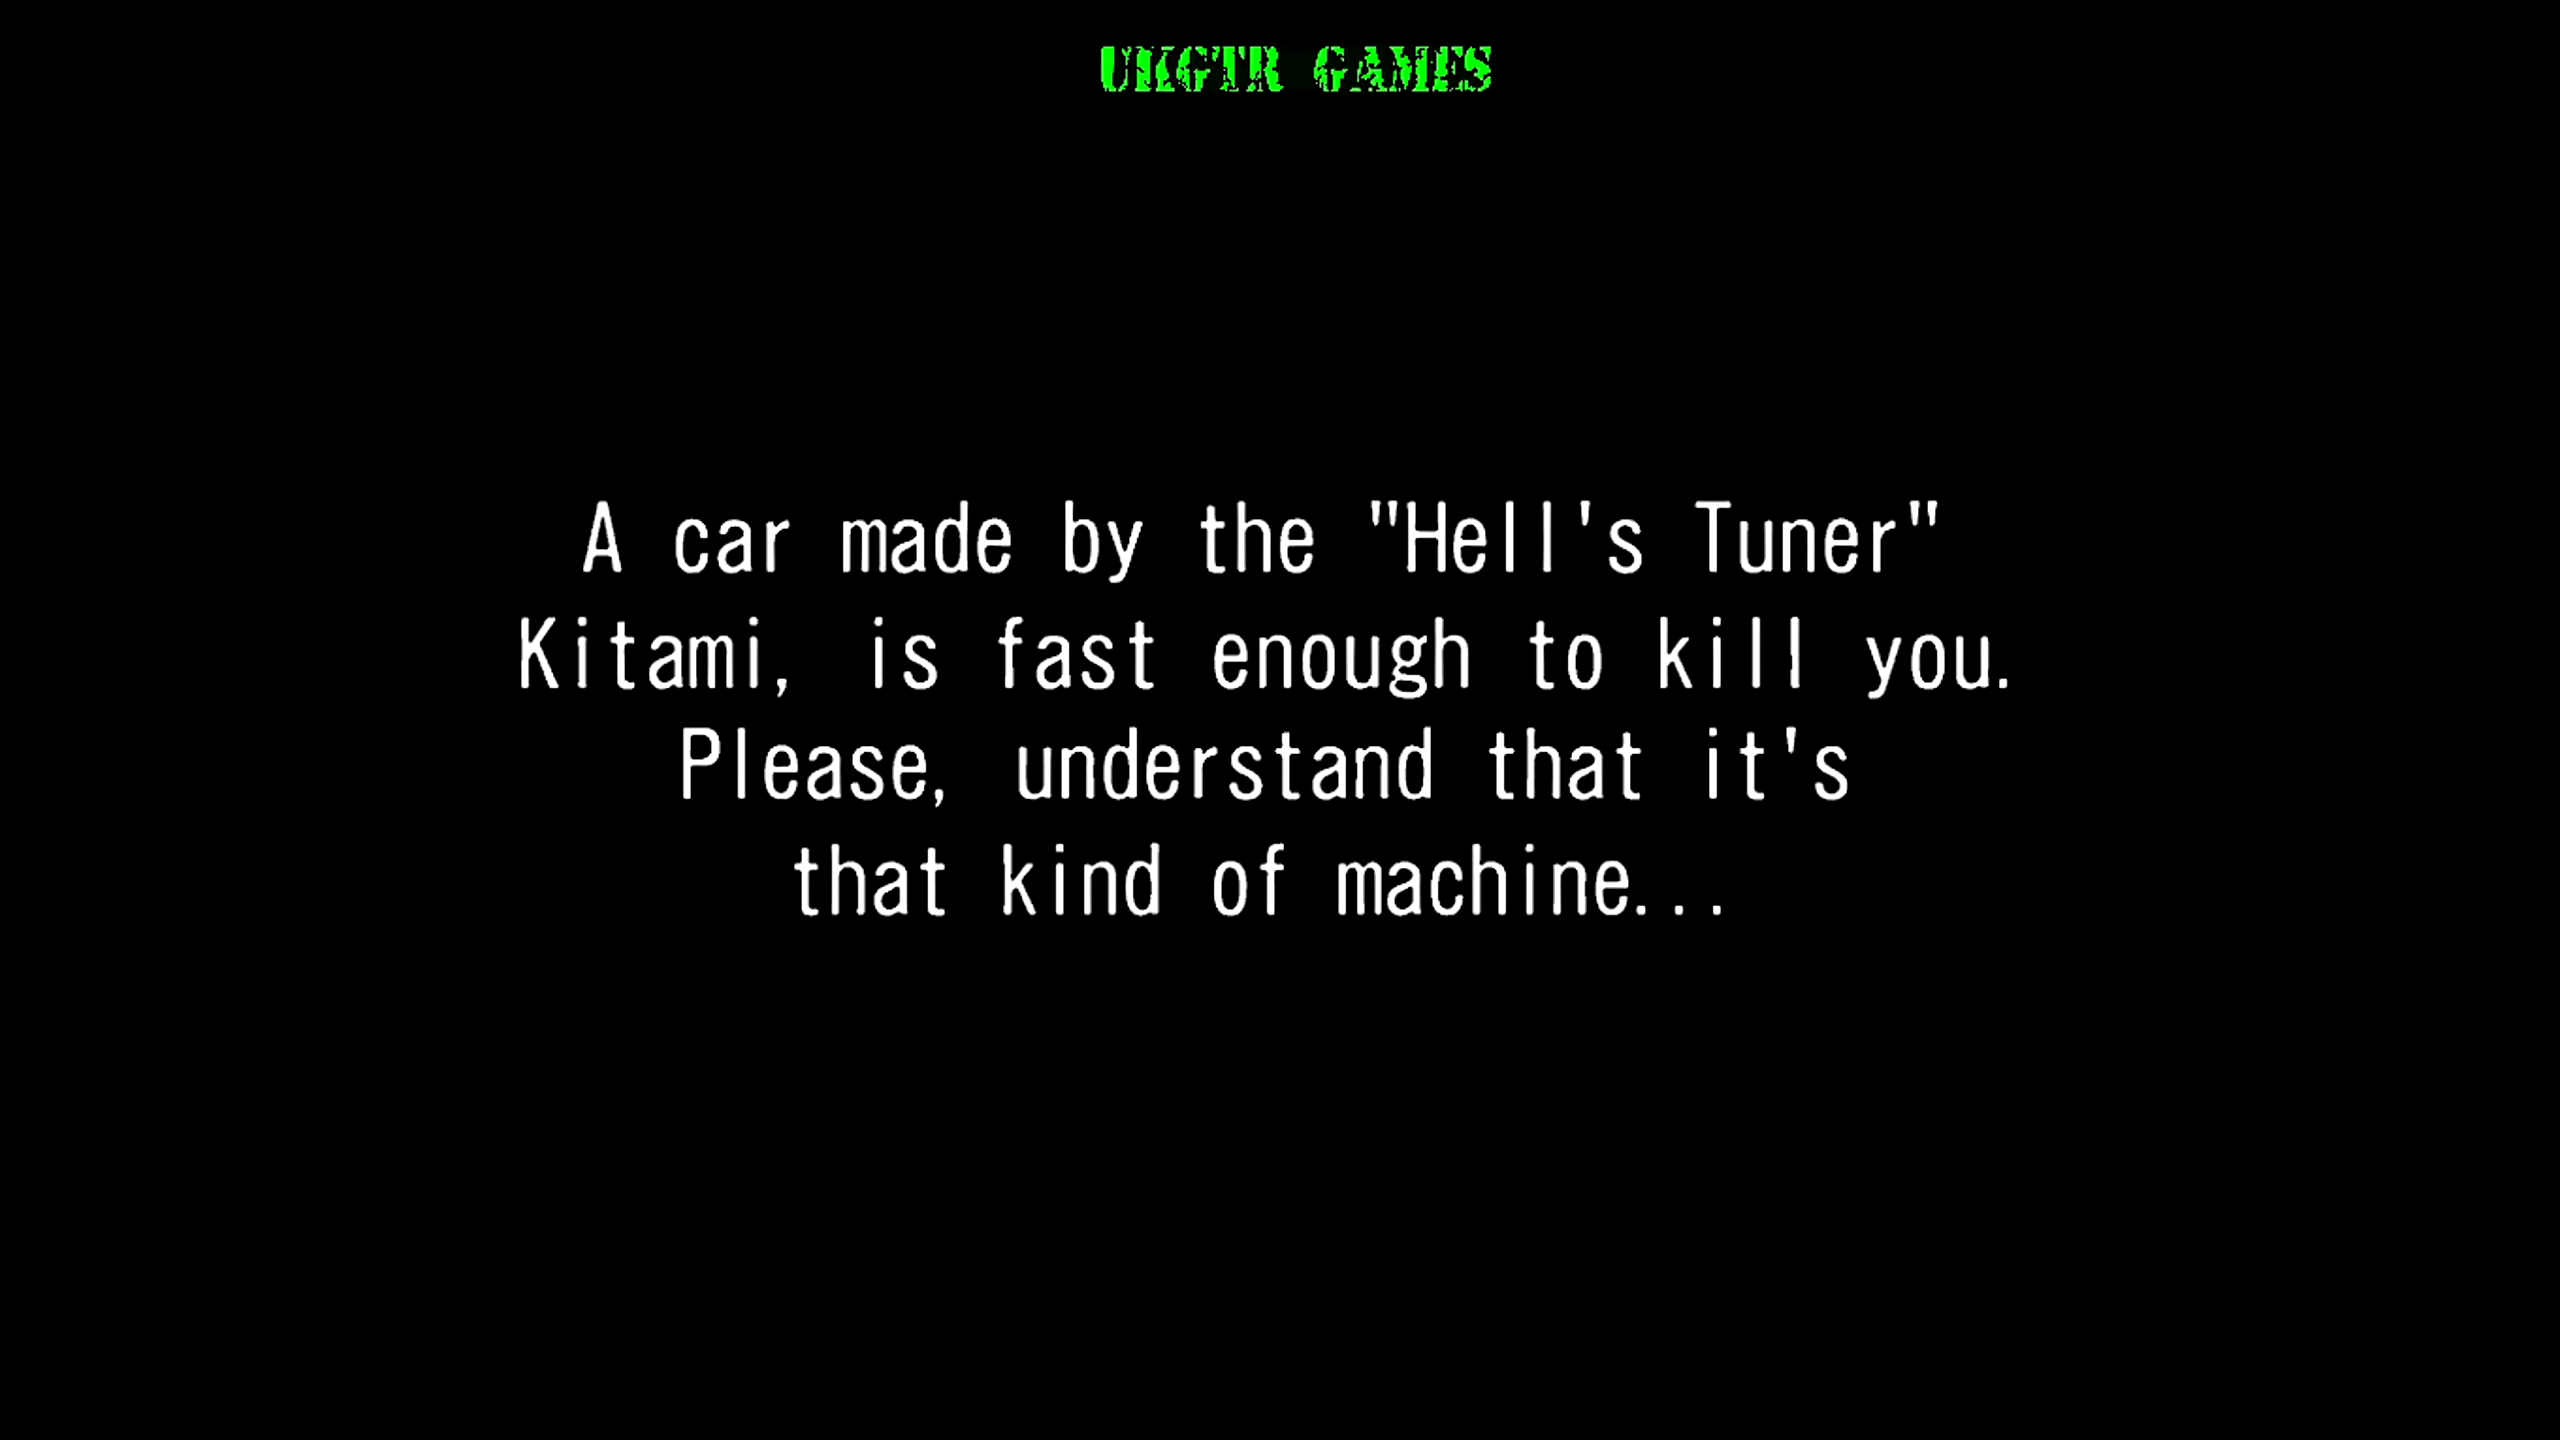 UKGTR GAMES
A car made by the "Hell's Tuner"
Kitami, is fast enough to kill you.
Please, understand that it's
that kind of machine...